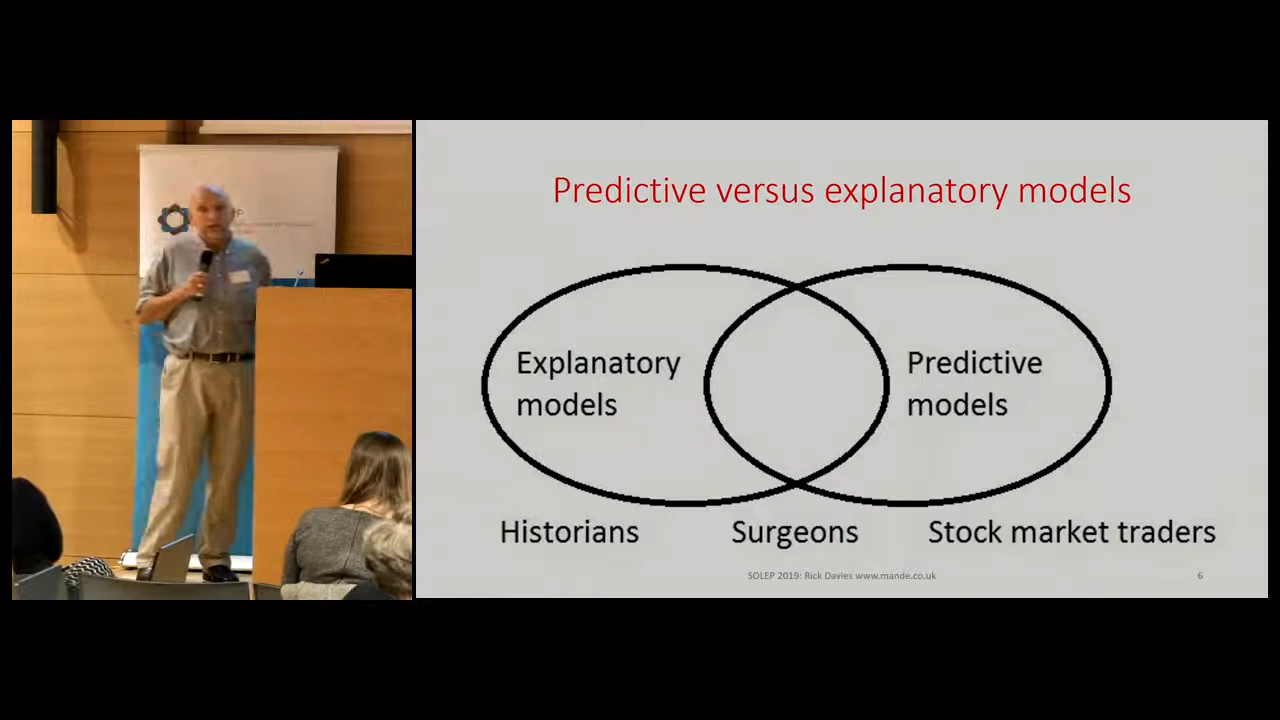 Predictive versus explanatory models
Explanatory
models
Predictive
models
Historians
Surgeons
Stock market traders
SOLEP 2019: Rick Davies www.mande.co.uk
6